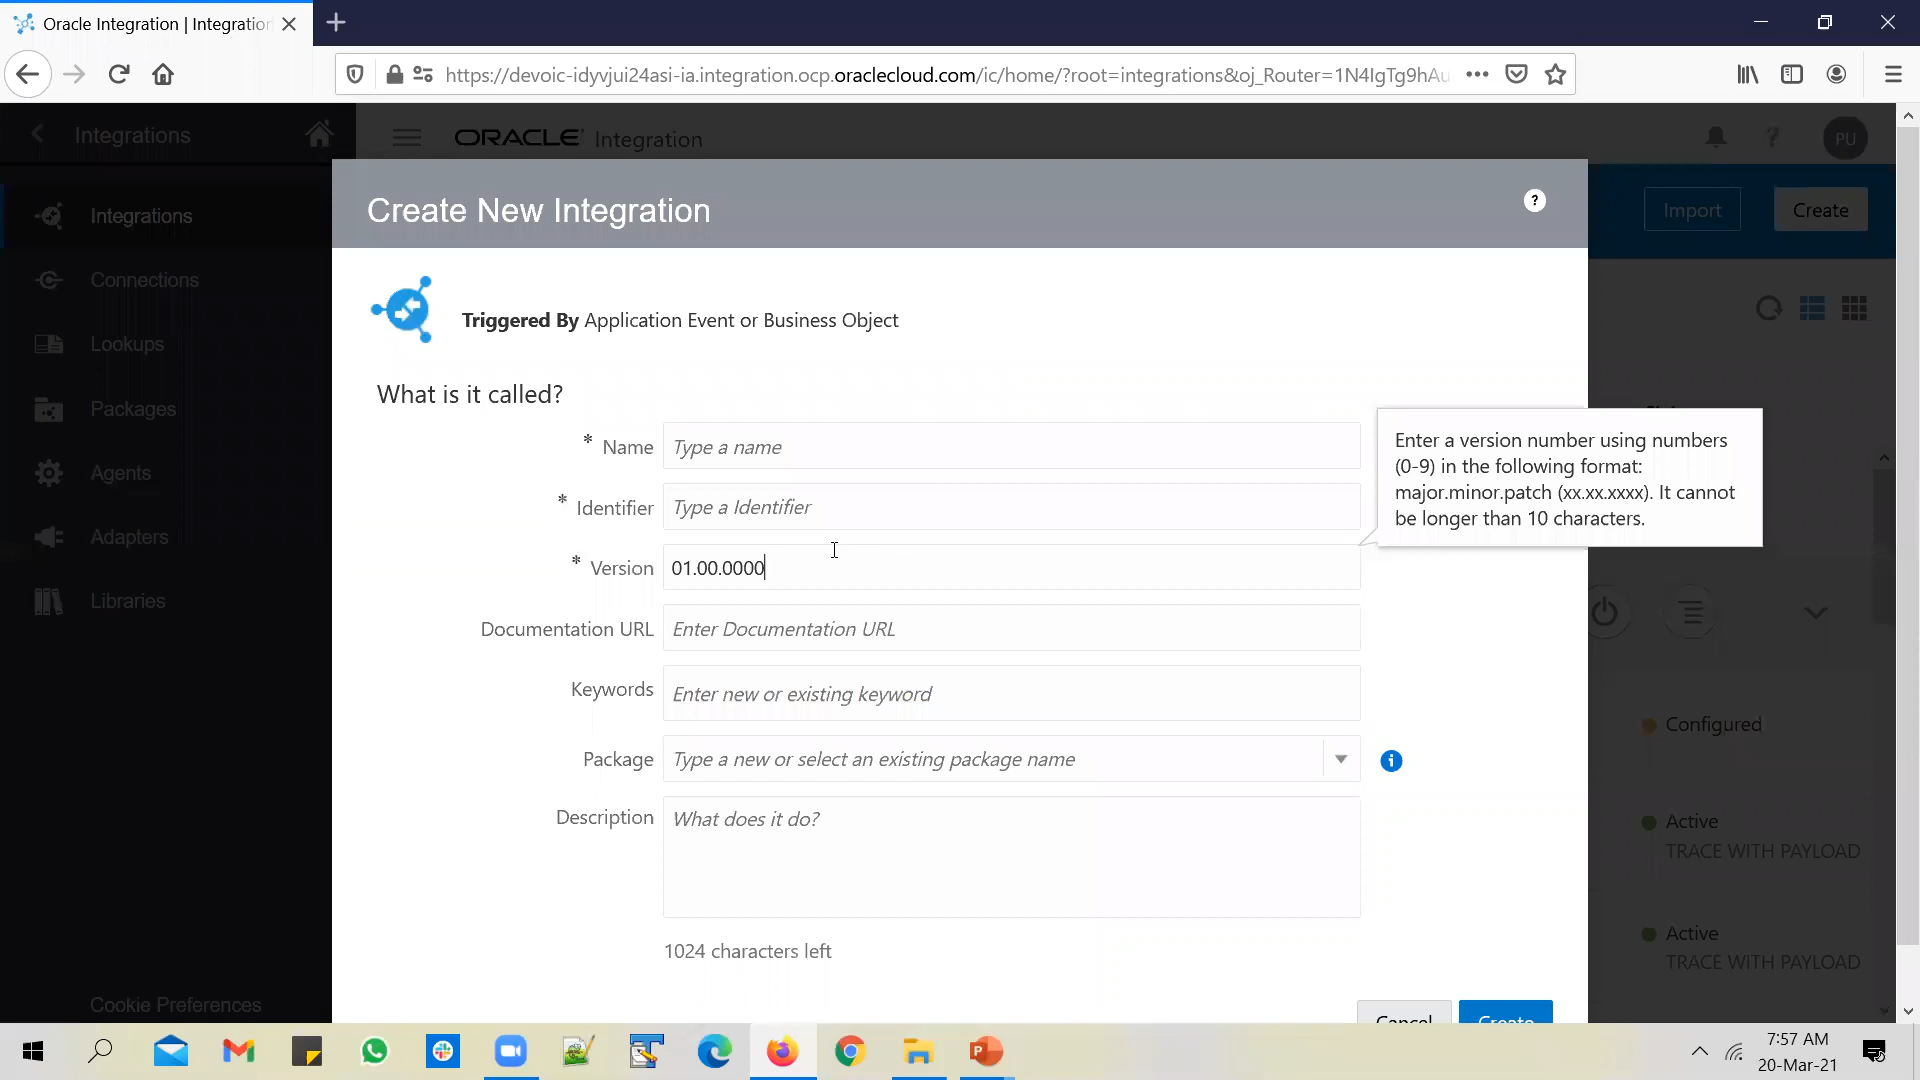 Oracle Integration | Integration
https://devoic-idyvjui24asi-ia.integration.ocp.oraclecloud.com/ic/home/?root=integrations&oj_Router=1N4IgTg9hAu
Integrations
ORACLE Integration
PU
Create New Integration
Integrations
Import
Create
Connections
Triggered By Application Event or Business Object
Lookups
What is it called?
Packages
* Name
Type a name
Enter a version number using numbers
(0-9) in the following format:
major.minor.patch (xx.xx.xxxx). It cannot
be longer than 10 characters.
Agents
* Identifier
Type a Identifier
Adapters
* Version
01.00.0000
Libraries
Documentation URL
Enter Documentation URL
Keywords
Enter new or existing keyword
Configured
Package
Type a new or select an existing package name
Description
What does it do?
Active
TRACE WITH PAYLOAD
Active
TRACE WITH PAYLOAD
1024 characters left
Cookie Preferences
Cancel
Create
7:57 AM
20-Mar-21